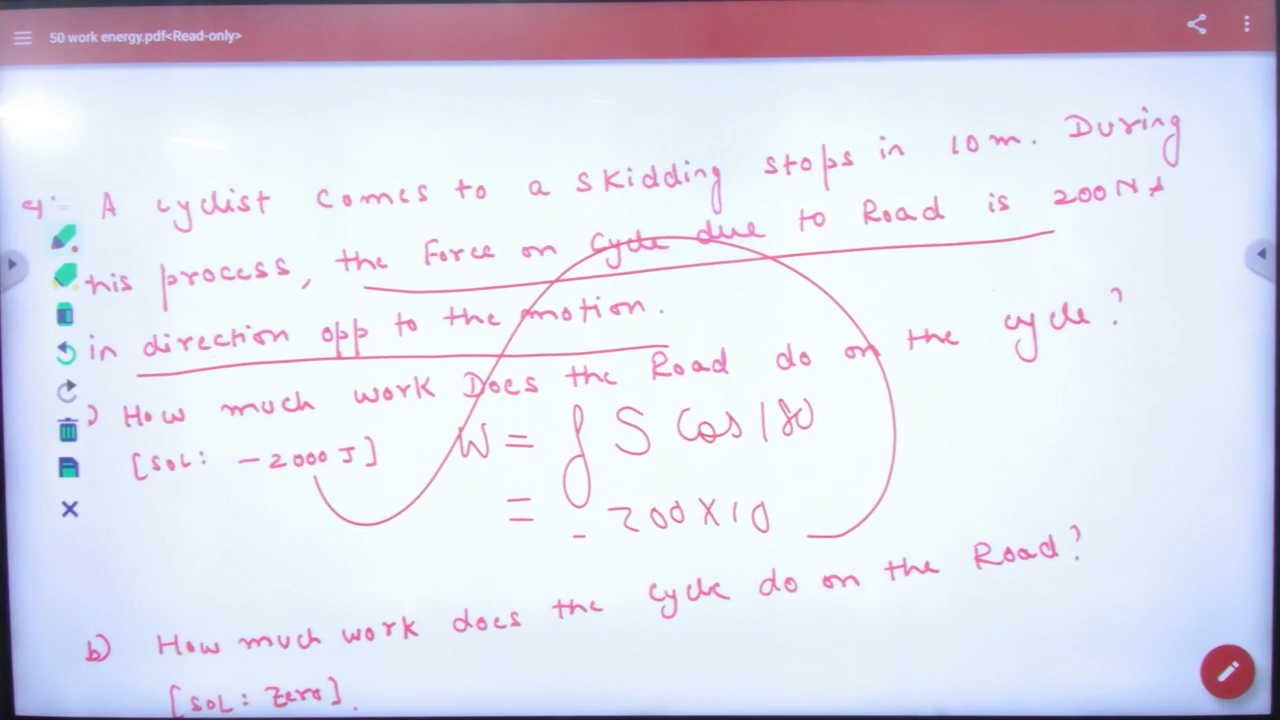 50 work energy.pdf<Read-only>
A cyclist comes to a skidding stops in 10m. During
this process, the Force on cycle due to Road is 200N &
in direction opp to the motion.
) How much work Does the Road do on the cycle?
[SOL: -2000 J] W = f S Cos 180
= - 200 X 10
b) How much work does the cycle do on the Road?
[SOL: Zero].